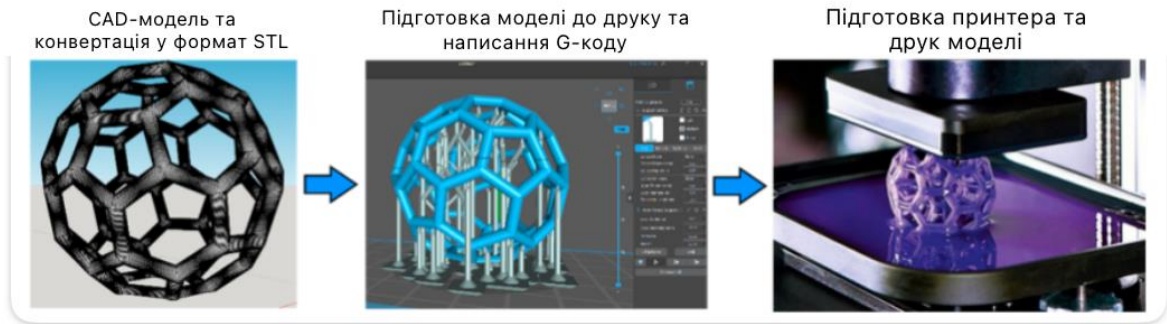 CAD-модель та
конвертація у формат STL
Підготовка моделі до друку та
написання G-коду
Підготовка принтера та
друк моделі